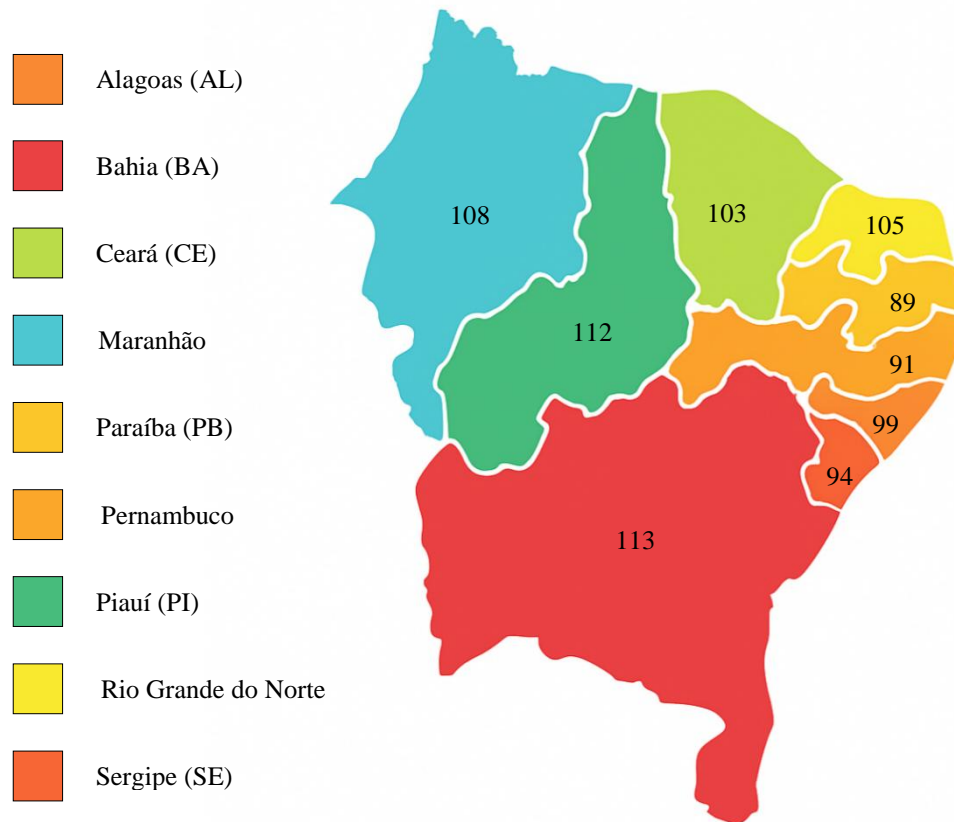 Alagoas (AL)
Bahia (BA)
Ceará (CE)
Maranhão
Paraíba (PB)
Pernambuco
Piauí (PI)
Rio Grande do Norte
Sergipe (SE)
108
103
105
89
112
91
99
94
113